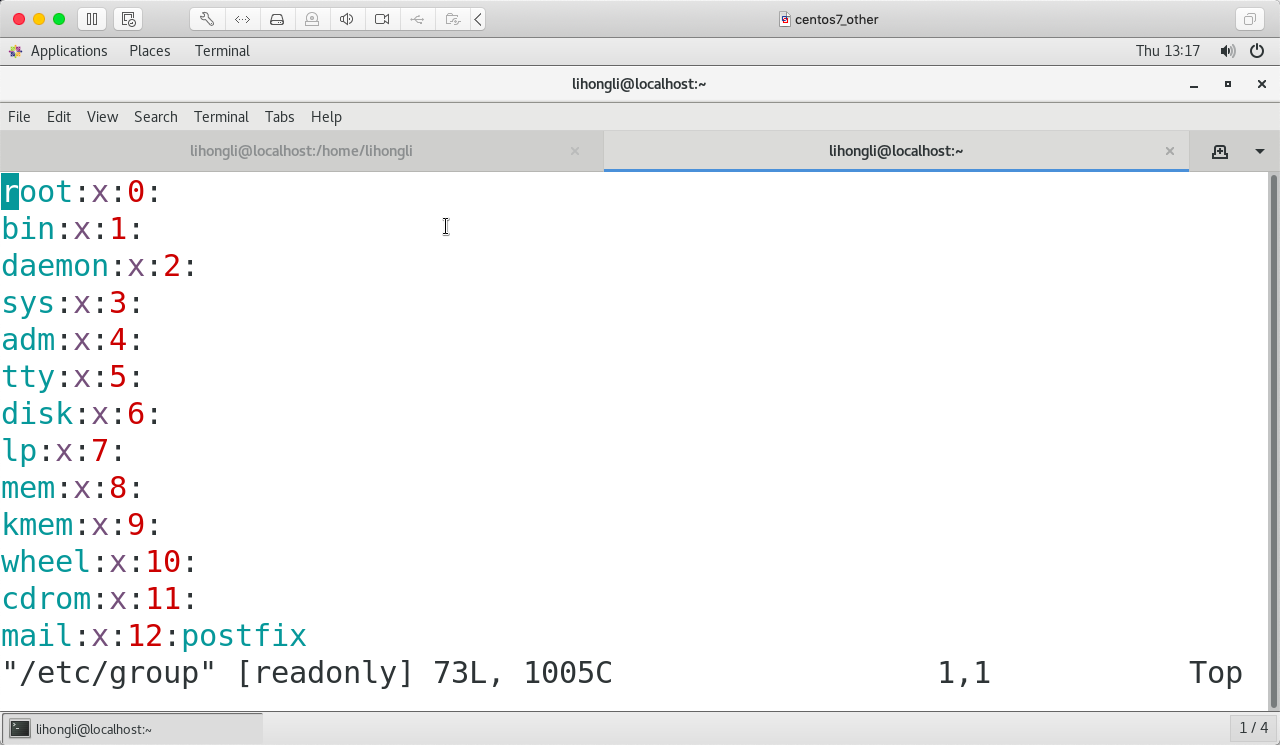 centos7_other
Applications Places Terminal Thu 13:17
lihongli@localhost:~
File Edit View Search Terminal Tabs Help
lihongli@localhost:/home/lihongli lihongli@localhost:~
root:x:0:
bin:x:1:
daemon:x:2:
sys:x:3:
adm:x:4:
tty:x:5:
disk:x:6:
lp:x:7:
mem:x:8:
kmem:x:9:
wheel:x:10:
cdrom:x:11:
mail:x:12:postfix
"/etc/group" [readonly] 73L, 1005C 1,1 Top
lihongli@localhost:~ 1 / 4